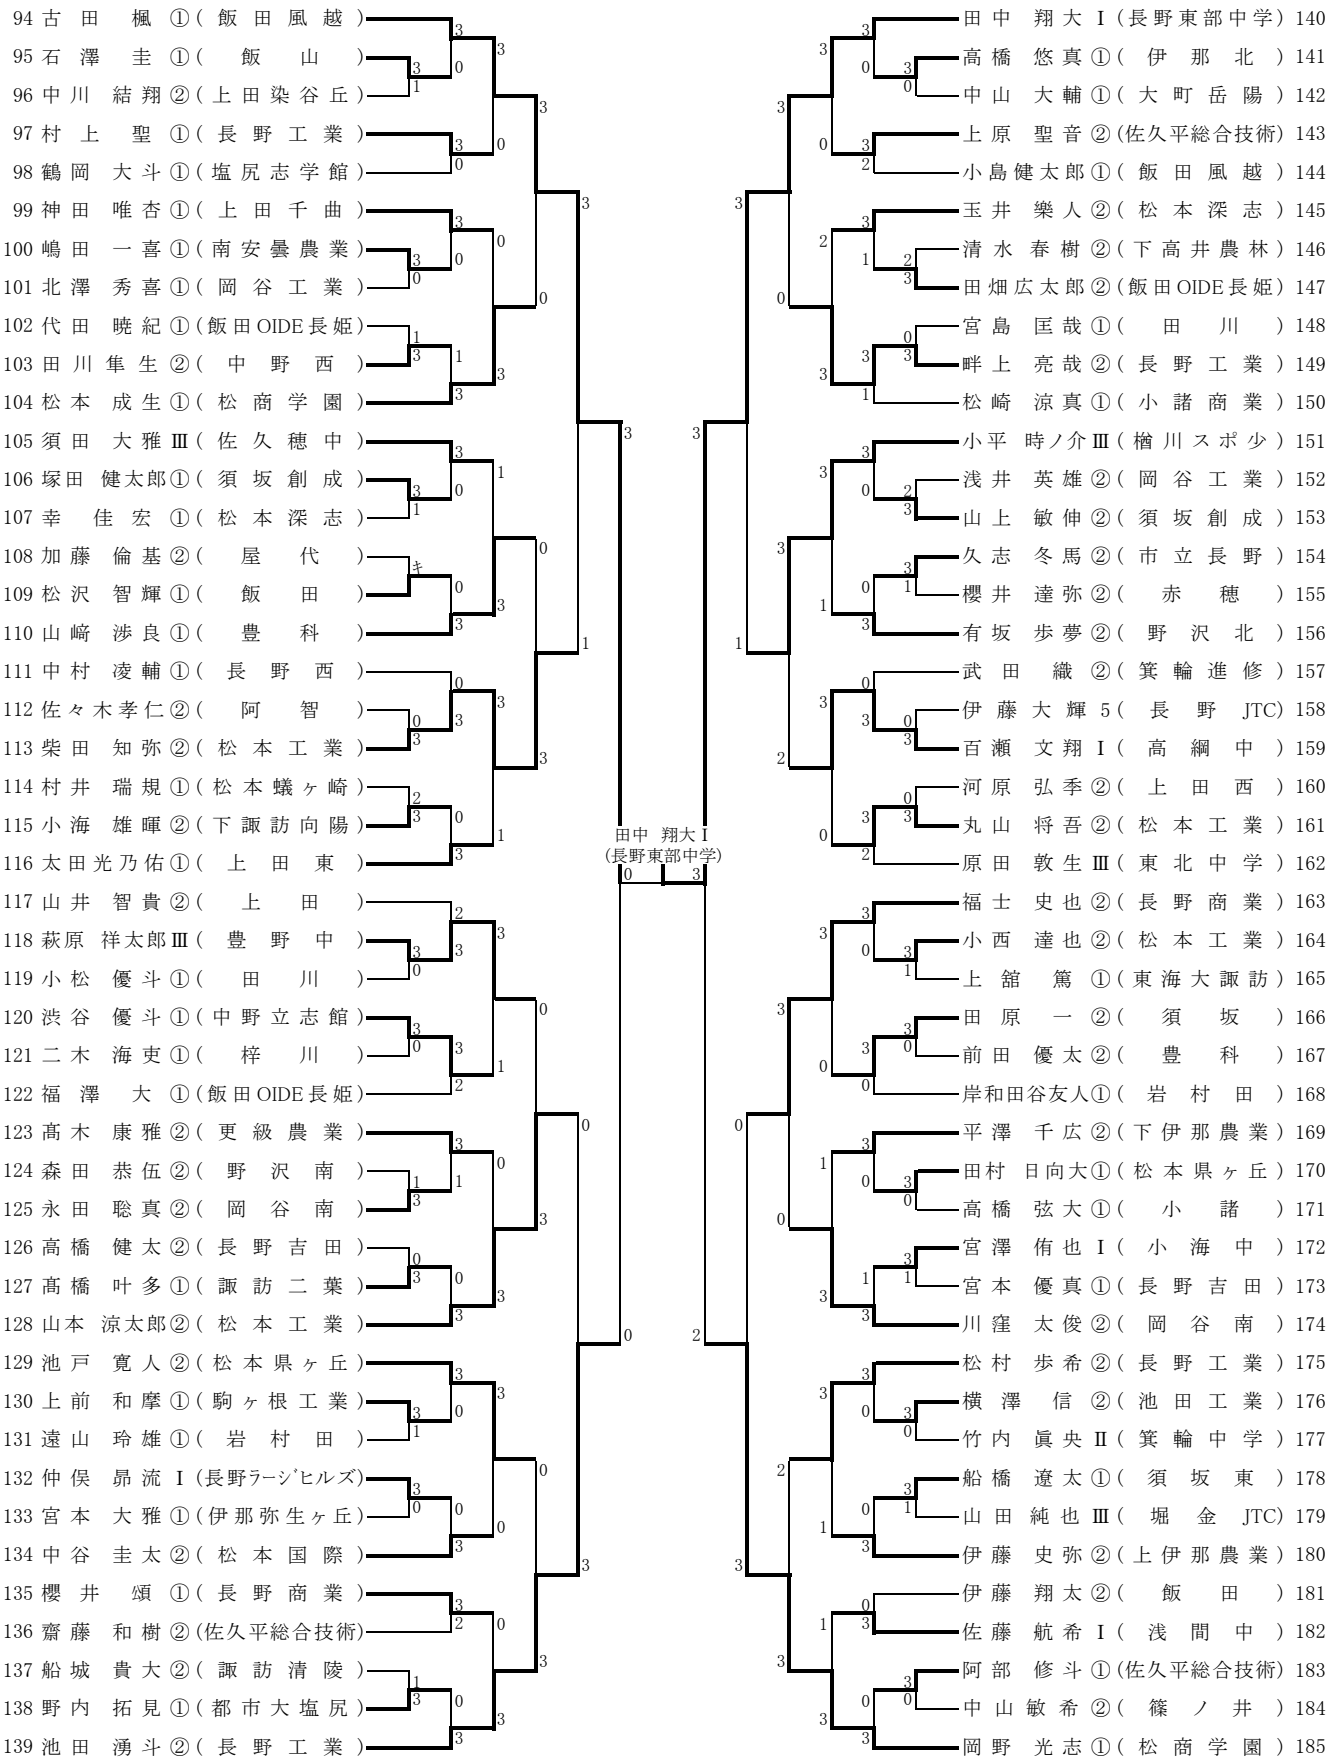 94 古田 楓 ① ( 飯田風越 )
95 石澤 圭 ① ( 飯山 )
96 中川 結翔 ② ( 上田染谷丘 )
97 村上 聖 ① ( 長野工業 )
98 鶴岡 大斗 ① ( 塩尻志学館 )
99 神田 唯杏 ① ( 上田千曲 )
100 嶋田 一喜 ① ( 南安曇農業 )
101 北澤 秀喜 ① ( 岡谷工業 )
102 代田 暁紀 ① (飯田OIDE長姫)
103 田川 隼生 ② ( 中野西 )
104 松本 成生 ① ( 松商学園 )
105 須田 大雅 Ⅲ ( 佐久穂中 )
106 塚田 健太郎 ① ( 須坂創成 )
107 幸 佳宏 ① ( 松本深志 )
108 加藤 倫基 ② ( 屋代 )
109 松沢 智輝 ① ( 飯田 )
110 山﨑 渉良 ① ( 豊科 )
111 中村 凌輔 ① ( 長野西 )
112 佐々木孝仁 ② ( 阿智 )
113 柴田 知弥 ② ( 松本工業 )
114 村井 瑞規 ① ( 松本蟻ヶ崎 )
115 小海 雄暉 ② ( 下諏訪向陽 )
116 太田光乃佑 ① ( 上田東 )
117 山井 智貴 ② ( 上田 )
118 萩原 祥太郎 Ⅲ ( 豊野中 )
119 小松 優斗 ① ( 田川 )
120 渋谷 優斗 ① ( 中野立志館 )
121 二木 海吏 ① ( 梓川 )
122 福澤 大 ① (飯田OIDE長姫)
123 髙木 康雅 ② ( 更級農業 )
124 森田 恭伍 ② ( 野沢南 )
125 永田 聡真 ② ( 岡谷南 )
126 高橋 健太 ② ( 長野吉田 )
127 髙橋 叶多 ① ( 諏訪二葉 )
128 山本 涼太郎 ② ( 松本工業 )
129 池戸 寛人 ② ( 松本県ヶ丘 )
130 上前 和摩 ① ( 駒ヶ根工業 )
131 遠山 玲雄 ① ( 岩村田 )
132 仲俣 昴流 Ⅰ (長野ラージヒルズ)
133 宮本 大雅 ① ( 伊那弥生ヶ丘 )
134 中谷 圭太 ② ( 松本国際 )
135 櫻井 頌 ① ( 長野商業 )
136 齋藤 和樹 ② (佐久平総合技術)
137 船城 貴大 ② ( 諏訪清陵 )
138 野内 拓見 ① ( 都市大塩尻 )
139 池田 湧斗 ② ( 長野工業 )
田中 翔大 Ⅰ
(長野東部中学)
0 3
田中 翔大 Ⅰ (長野東部中学) 140
高橋 悠真 ① ( 伊那北 ) 141
中山 大輔 ① ( 大町岳陽 ) 142
上原 聖音 ② (佐久平総合技術) 143
小島健太郎 ① ( 飯田風越 ) 144
玉井 樂人 ② ( 松本深志 ) 145
清水 春樹 ② ( 下高井農林 ) 146
田畑広太郎 ② (飯田OIDE長姫) 147
宮島 匡哉 ① ( 田川 ) 148
畔上 亮哉 ② ( 長野工業 ) 149
松崎 涼真 ① ( 小諸商業 ) 150
小平 時ノ介 Ⅲ ( 楢川スポ少 ) 151
浅井 英雄 ② ( 岡谷工業 ) 152
山上 敏伸 ② ( 須坂創成 ) 153
久志 冬馬 ② ( 市立長野 ) 154
櫻井 達弥 ② ( 赤穂 ) 155
有坂 歩夢 ② ( 野沢北 ) 156
武田 織 ② ( 箕輪進修 ) 157
伊藤 大輝 5 ( 長野 JTC) 158
百瀬 文翔 Ⅰ ( 高綱中 ) 159
河原 弘季 ② ( 上田西 ) 160
丸山 将吾 ② ( 松本工業 ) 161
原田 敦生 Ⅲ ( 東北中学 ) 162
福士 史也 ② ( 長野商業 ) 163
小西 達也 ② ( 松本工業 ) 164
上舘 篤 ① ( 東海大諏訪 ) 165
田原 一 ② ( 須坂 ) 166
前田 優太 ② ( 豊科 ) 167
岸和田谷友人 ① ( 岩村田 ) 168
平澤 千広 ② ( 下伊那農業 ) 169
田村 日向大 ① ( 松本県ヶ丘 ) 170
高橋 弦大 ① ( 小諸 ) 171
宮澤 侑也 Ⅰ ( 小海中 ) 172
宮本 優真 ① ( 長野吉田 ) 173
川窪 太俊 ② ( 岡谷南 ) 174
松村 歩希 ② ( 長野工業 ) 175
横澤 信 ② ( 池田工業 ) 176
竹内 眞央 Ⅱ ( 箕輪中学 ) 177
船橋 遼太 ① ( 須坂東 ) 178
山田 純也 Ⅲ ( 堀金 JTC) 179
伊藤 史弥 ② ( 上伊那農業 ) 180
伊藤 翔太 ② ( 飯田 ) 181
佐藤 航希 Ⅰ ( 浅間中 ) 182
阿部 修斗 ① (佐久平総合技術) 183
中山 敏希 ② ( 篠ノ井 ) 184
岡野 光志 ① ( 松商学園 ) 185